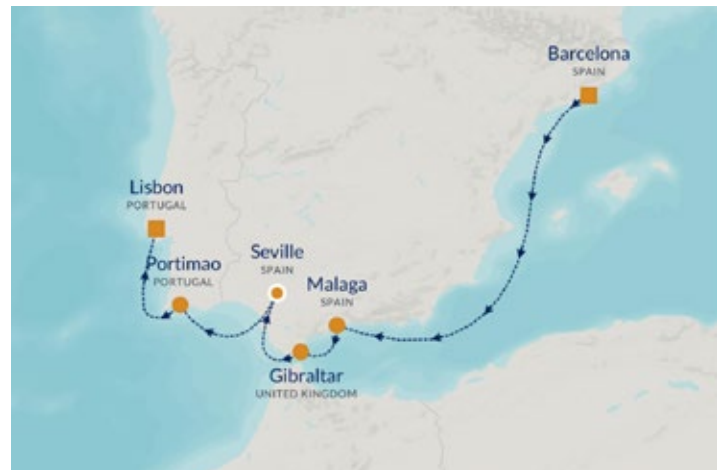 Barcelona
SPAIN
Lisbon
PORTUGAL
Seville
SPAIN
Portimao
PORTUGAL
Malaga
SPAIN
Gibraltar
UNITED KINGDOM